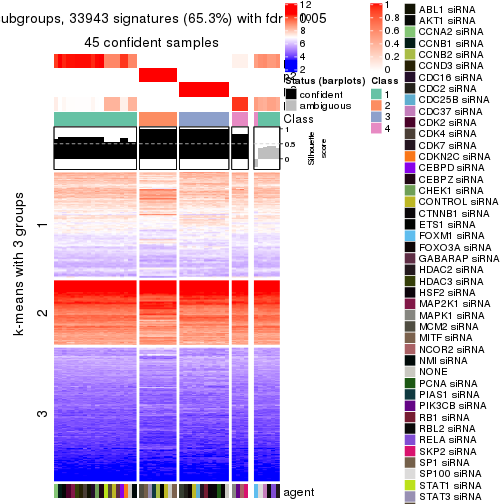 ubgroups, 33943 signatures (65.3%) with fdr
0.05
45 confident samples
12
10
8
6
4
2
1
0.8
0.6
0.4
0.2
0
Status (barplots)
confident
ambiguous
Class
1
2
3
4
Class
1
0.5
0
Silhouette
score
k-means with 3 groups
1
2
3
agent
ABL1 siRNA
AKT1 siRNA
CCNA2 siRNA
CCNB1 siRNA
CCNB2 siRNA
CCND3 siRNA
CDC16 siRNA
CDC2 siRNA
CDC25B siRNA
CDC37 siRNA
CDK2 siRNA
CDK4 siRNA
CDK7 siRNA
CDKN2C siRNA
CEBPD siRNA
CEBPZ siRNA
CHEK1 siRNA
CONTROL siRNA
CTNNB1 siRNA
ETS1 siRNA
FOXM1 siRNA
FOXO3A siRNA
GABARAP siRNA
HDAC2 siRNA
HDAC3 siRNA
HSF2 siRNA
MAP2K1 siRNA
MAPK1 siRNA
MCM2 siRNA
MITF siRNA
NCOR2 siRNA
NMI siRNA
NONE
PCNA siRNA
PIAS1 siRNA
PIK3CB siRNA
RB1 siRNA
RBL2 siRNA
RELA siRNA
SKP2 siRNA
SP1 siRNA
SP100 siRNA
STAT1 siRNA
STAT3 siRNA